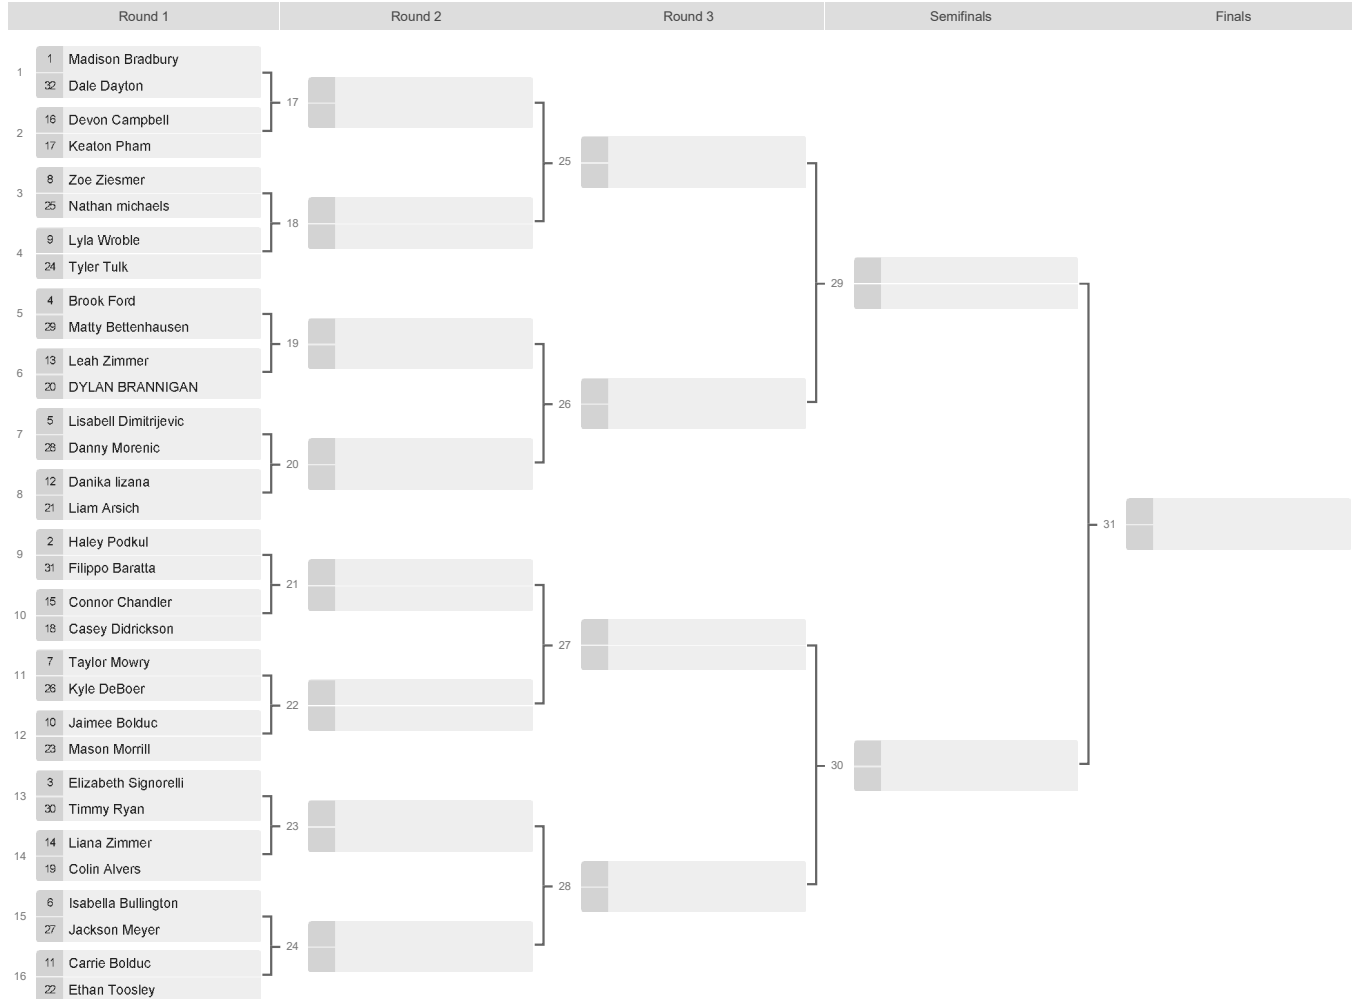 Round 1 Round 2 Round 3 Semifinals Finals
1 Madison Bradbury
1
32 Dale Dayton
17
16 Devon Campbell
2
17 Keaton Pham
25
8 Zoe Ziesmer
3
25 Nathan michaels
18
9 Lyla Wroble
4
24 Tyler Tulk
29
4 Brook Ford
5
29 Matty Bettenhausen
19
13 Leah Zimmer
6
20 DYLAN BRANNIGAN
26
5 Lisabell Dimitrijevic
7
28 Danny Morenic
20
12 Danika lizana
8
21 Liam Arsich
31
2 Haley Podkul
9
31 Filippo Baratta
21
15 Connor Chandler
10
18 Casey Didrickson
27
7 Taylor Mowry
11
26 Kyle DeBoer
22
10 Jaimee Bolduc
12
23 Mason Morrill
30
3 Elizabeth Signorelli
13
30 Timmy Ryan
23
14 Liana Zimmer
14
19 Colin Alvers
28
6 Isabella Bullington
15
27 Jackson Meyer
24
11 Carrie Bolduc
16
22 Ethan Toosley